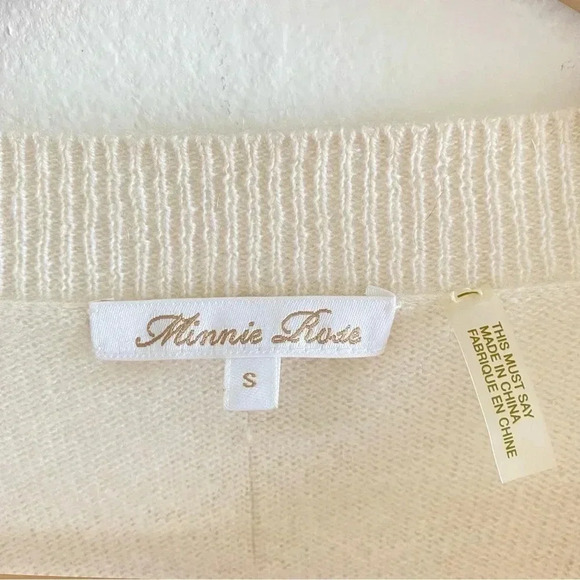 Minnie Rose
S
THIS MUST SAY
MADE IN CHINA
FABRIQUE EN CHINE